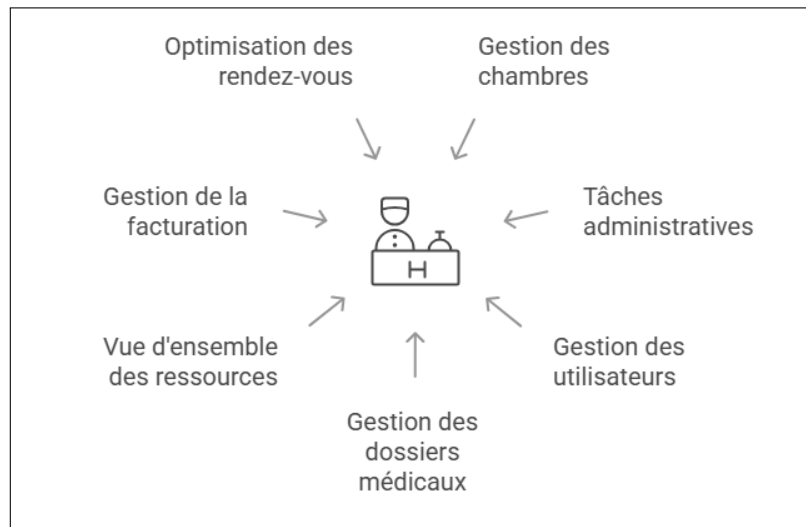 Optimisation des
rendez-vous
Gestion des
chambres
Gestion de la
facturation
Tâches
administratives
H
Vue d'ensemble
des ressources
Gestion des
utilisateurs
Gestion des
dossiers
médicaux